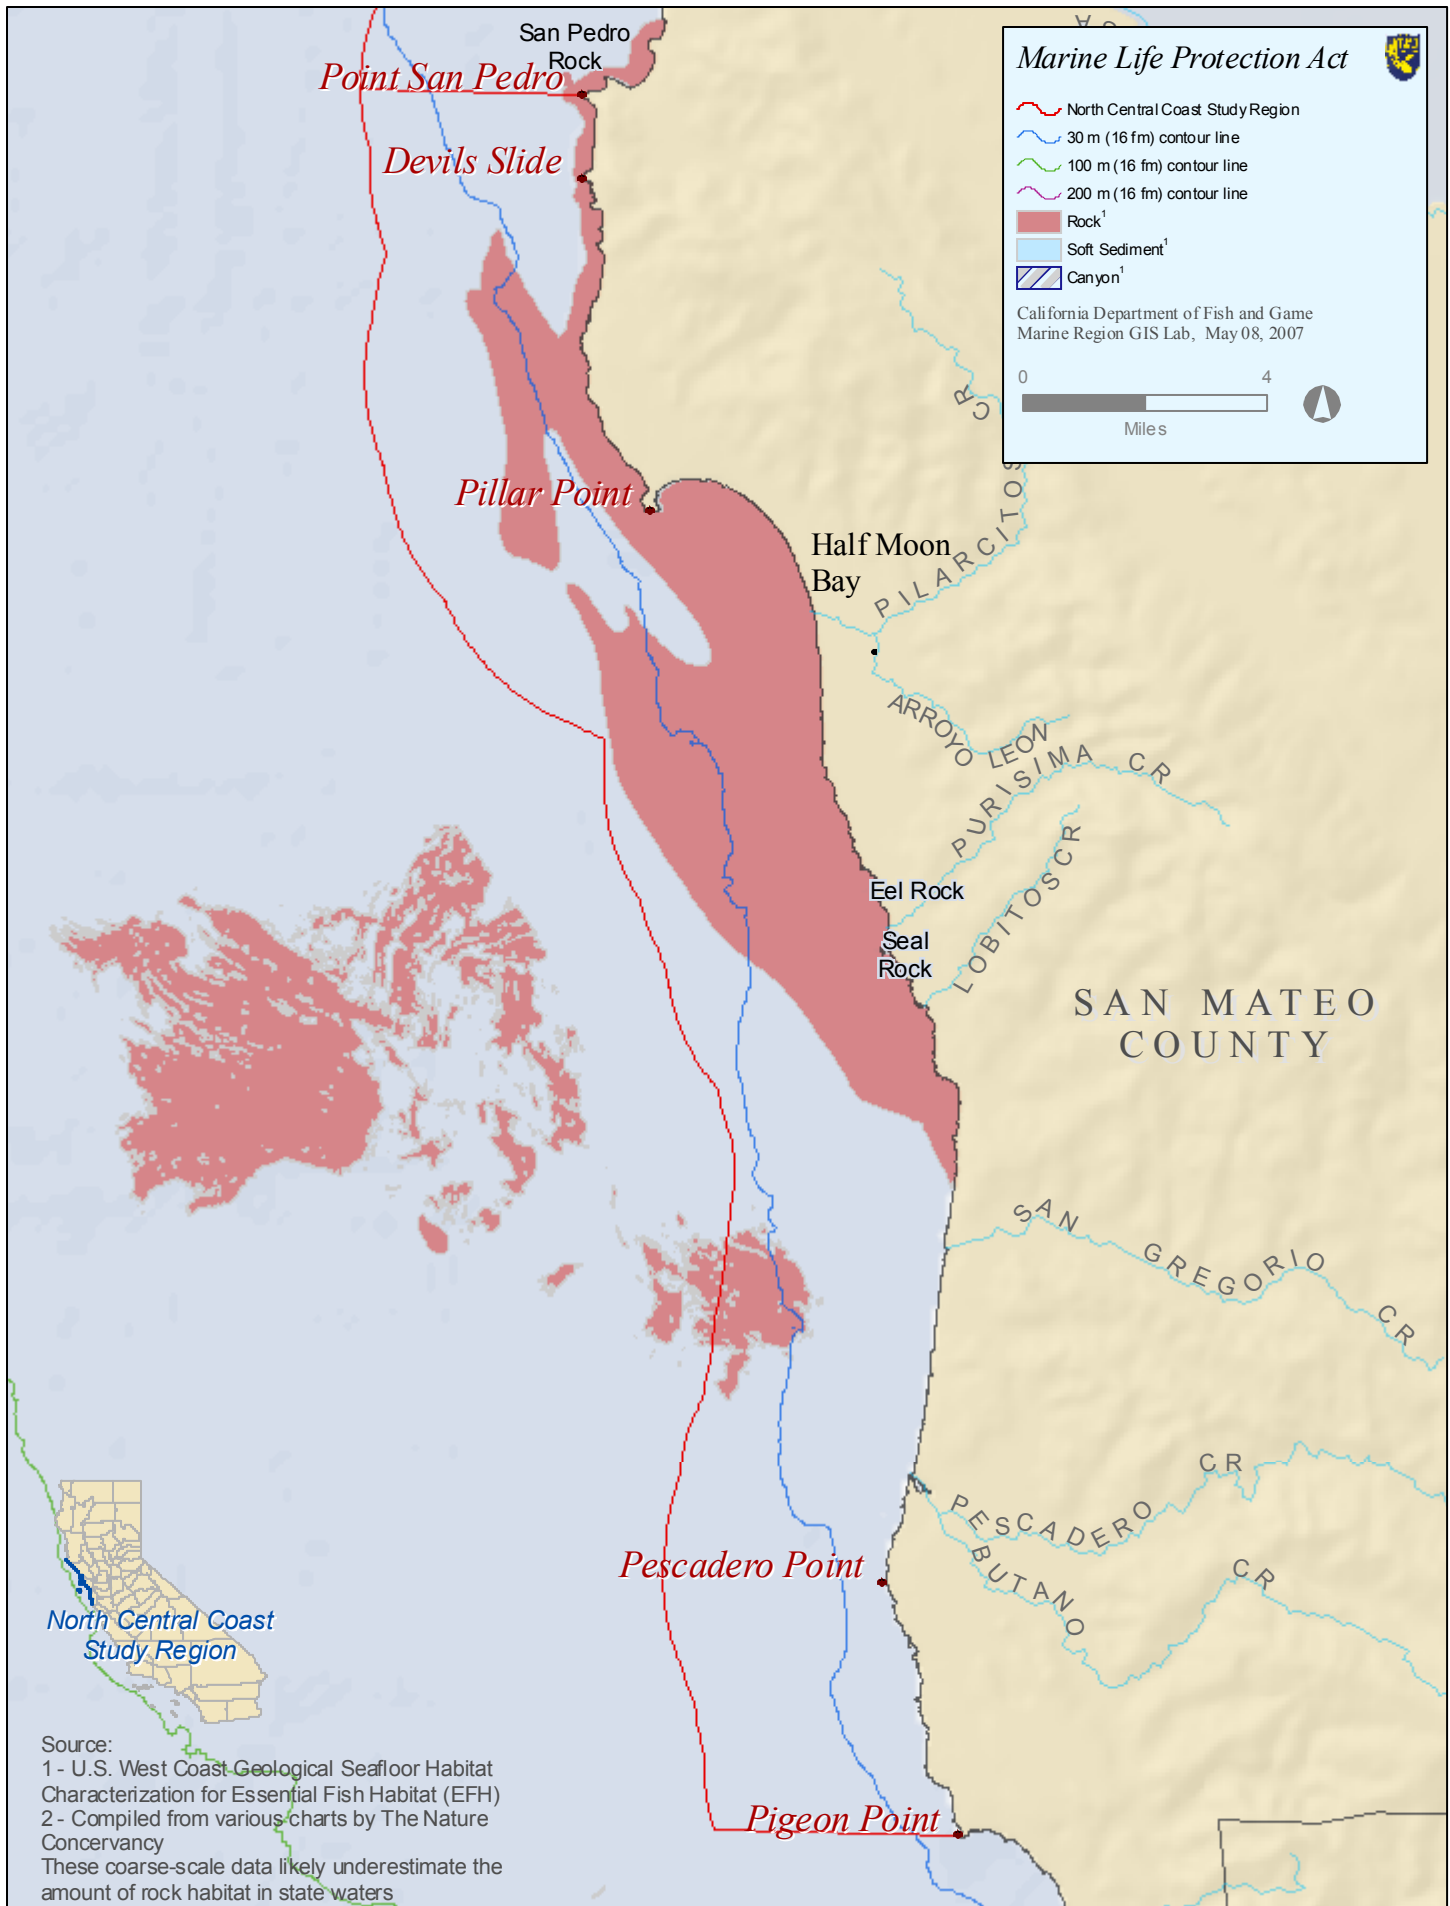 San Pedro
Rock
Point San Pedro
Devils Slide
Pillar Point
Half Moon
Bay
PILARCITOS
CR
ARROYO LEON
PURISIMA CR
LOBITOS CR
Eel Rock
Seal
Rock
SAN MATEO
COUNTY
SAN GREGORIO CR
PESCADERO CR
BUTANO CR
Pescadero Point
Pigeon Point
Marine Life Protection Act
North Central Coast Study Region
30 m (16 fm) contour line
100 m (16 fm) contour line
200 m (16 fm) contour line
Rock1
Soft Sediment1
Canyon1
California Department of Fish and Game
Marine Region GIS Lab, May 08, 2007
0 4
Miles
North Central Coast
Study Region
Source:
1 - U.S. West Coast Geological Seafloor Habitat
Characterization for Essential Fish Habitat (EFH)
2 - Compiled from various charts by The Nature
Concervancy
These coarse-scale data likely underestimate the
amount of rock habitat in state waters